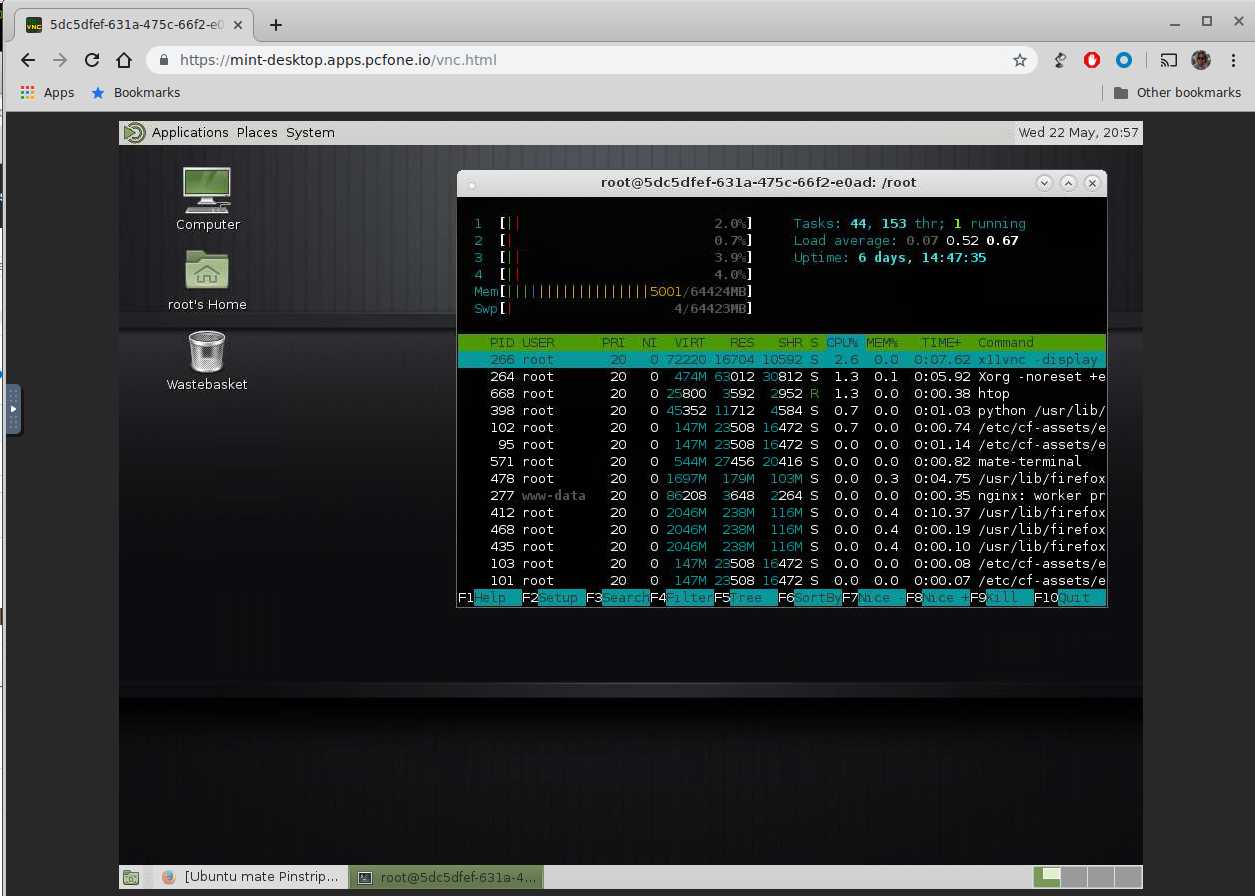 5dc5dfef-631a-475c-66f2-e0
https://mint-desktop.apps.pcfone.io/vnc.html
Apps Bookmarks Other bookmarks
Applications Places System Wed 22 May, 20:57
Computer
root's Home
Wastebasket
root@5dc5dfef-631a-475c-66f2-e0ad: /root
1 [|| 2.0%] Tasks: 44, 153 thr; 1 running
2 [| 0.7%] Load average: 0.07 0.52 0.67
3 [|| 3.9%] Uptime: 6 days, 14:47:35
4 [|| 4.0%]
Mem[||||||||||||||||||5001/64424MB]
Swp[| 4/64423MB]
PID USER PRI NI VIRT RES SHR S CPU% MEM% TIME+ Command
266 root 20 0 72220 16704 10592 S 2.6 0.0 0:07.62 x11vnc -display
264 root 20 0 474M 63012 30812 S 1.3 0.1 0:05.92 Xorg -noreset +e
668 root 20 0 25800 3592 2952 R 1.3 0.0 0:00.38 htop
398 root 20 0 45352 11712 4584 S 0.7 0.0 0:01.03 python /usr/lib/
102 root 20 0 147M 23508 16472 S 0.7 0.0 0:00.74 /etc/cf-assets/e
95 root 20 0 147M 23508 16472 S 0.0 0.0 0:01.14 /etc/cf-assets/e
571 root 20 0 544M 27456 20416 S 0.0 0.0 0:00.82 mate-terminal
478 root 20 0 1697M 179M 103M S 0.0 0.3 0:04.75 /usr/lib/firefox
277 www-data 20 0 86208 3648 2264 S 0.0 0.0 0:00.35 nginx: worker pr
412 root 20 0 2046M 238M 116M S 0.0 0.4 0:10.37 /usr/lib/firefox
468 root 20 0 2046M 238M 116M S 0.0 0.4 0:00.19 /usr/lib/firefox
435 root 20 0 2046M 238M 116M S 0.0 0.4 0:00.10 /usr/lib/firefox
103 root 20 0 147M 23508 16472 S 0.0 0.0 0:00.08 /etc/cf-assets/e
101 root 20 0 147M 23508 16472 S 0.0 0.0 0:00.07 /etc/cf-assets/e
F1Help F2Setup F3SearchF4FilterF5Tree F6SortByF7Nice -F8Nice +F9Kill F10Quit
[Ubuntu mate Pinstrip... root@5dc5dfef-631a-4...